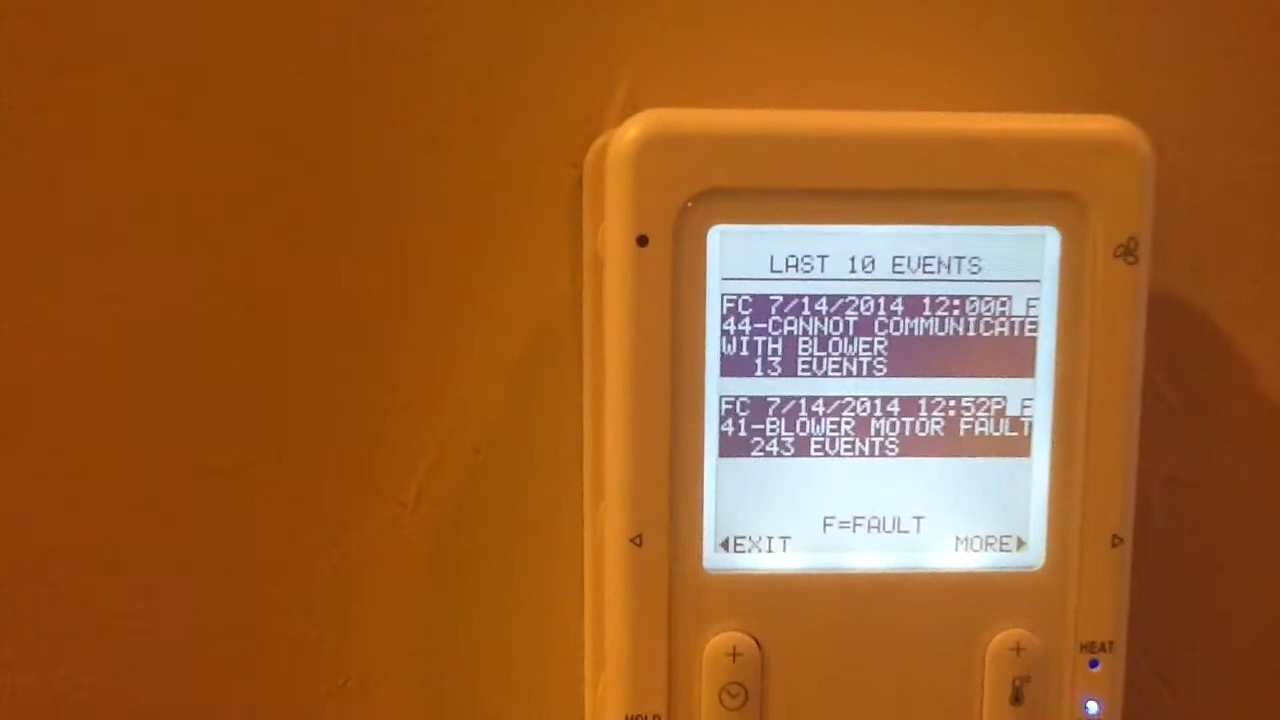 LAST 10 EVENTS
FC 7/14/2014 12:00A F
44-CANNOT COMMUNICATE
WITH BLOWER
13 EVENTS
FC 7/14/2014 12:52P F
41-BLOWER MOTOR FAULT
243 EVENTS
F=FAULT
EXIT MORE
HEAT
HOLD